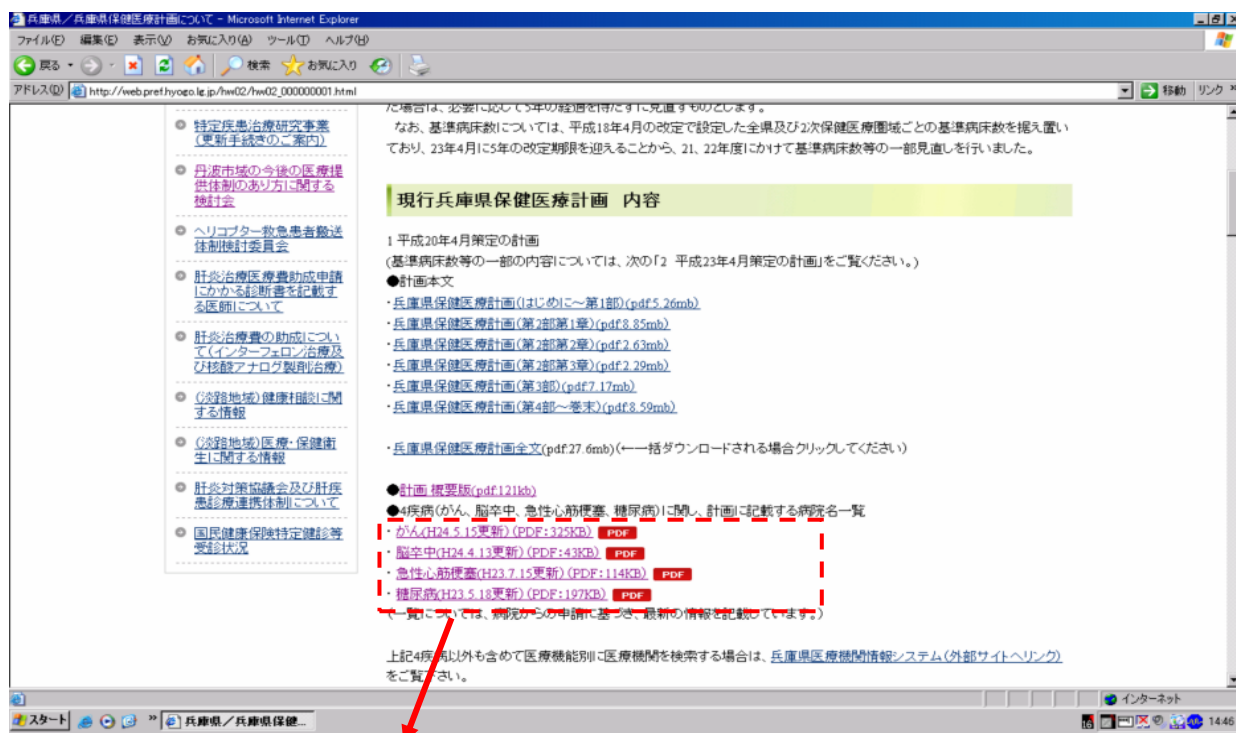 兵庫県／兵庫県保健医療計画について - Microsoft Internet Explorer
ファイル(F) 編集(E) 表示(V) お気に入り(A) ツール(T) ヘルプ(H)
戻る 検索 お気に入り
アドレス(D) http://web.pref.hyogo.lg.jp/hw02/hw02_000000001.html 移動 リンク »
特定疾患治療研究事業
(更新手続きのご案内)
丹波市域の今後の医療提
供体制のあり方に関する
検討会
ヘリコプター救急患者搬送
体制検討委員会
肝炎治療医療費助成申請
にかかる診断書を記載す
る医師について
肝炎治療費の助成につい
て(インターフェロン治療及
び核酸アナログ製剤治療)
(淡路地域)健康相談に関
する情報
(淡路地域)医療・保健衛
生に関する情報
肝炎対策協議会及び肝疾
患診療連携体制について
国民健康保険特定健診等
受診状況
た場合は、必要に応じて5年の経過を待たずに見直すものとします。
なお、基準病床数については、平成18年4月の改定で設定した全県及び2次保健医療圏域ごとの基準病床数を据え置い
ており、23年4月に5年の改定期限を迎えることから、21、22年度にかけて基準病床数等の一部見直しを行いました。
現行兵庫県保健医療計画 内容
1 平成20年4月策定の計画
(基準病床数等の一部の内容については、次の「2 平成23年4月策定の計画」をご覧ください。)
●計画本文
・兵庫県保健医療計画(はじめに～第1部)(pdf:5.26mb)
・兵庫県保健医療計画(第2部第1章)(pdf:8.85mb)
・兵庫県保健医療計画(第2部第2章)(pdf:2.63mb)
・兵庫県保健医療計画(第2部第3章)(pdf:2.29mb)
・兵庫県保健医療計画(第3部)(pdf:7.17mb)
・兵庫県保健医療計画(第4部～巻末)(pdf:8.59mb)
・兵庫県保健医療計画全文(pdf:27.6mb)(←一括ダウンロードされる場合クリックしてください)
●計画 概要版(pdf:121kb)
●4疾病(がん、脳卒中、急性心筋梗塞、糖尿病)に関し、計画に記載する病院名一覧
・がん(H24.5.15更新)(PDF:325KB) PDF
・脳卒中(H24.4.13更新)(PDF:43KB) PDF
・急性心筋梗塞(H23.7.15更新)(PDF:114KB) PDF
・糖尿病(H23.5.18更新)(PDF:197KB) PDF
(一覧については、病院からの申請に基づき、最新の情報を記載しています。)
上記4疾病以外も含めて医療機能別に医療機関を検索する場合は、兵庫県医療機関情報システム(外部サイトへリンク)
をご覧下さい。
インターネット
スタート » 兵庫県／兵庫県保健... 16 14:46